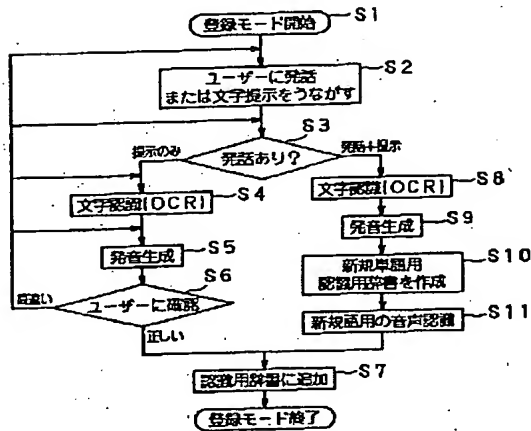 登録モード開始
S1
ユーザーに発話
または文字提示をうながす
S2
S3
提示のみ
発話あり?
発話+提示
S4
文字認識(OCR)
S8
文字認識(OCR)
S5
発音生成
S9
発音生成
S6
ユーザーに確認
間違い
正しい
S10
新規単語用
認識用辞書を作成
S11
新規語用の音声認識
S7
認識用辞書に追加
登録モード終了